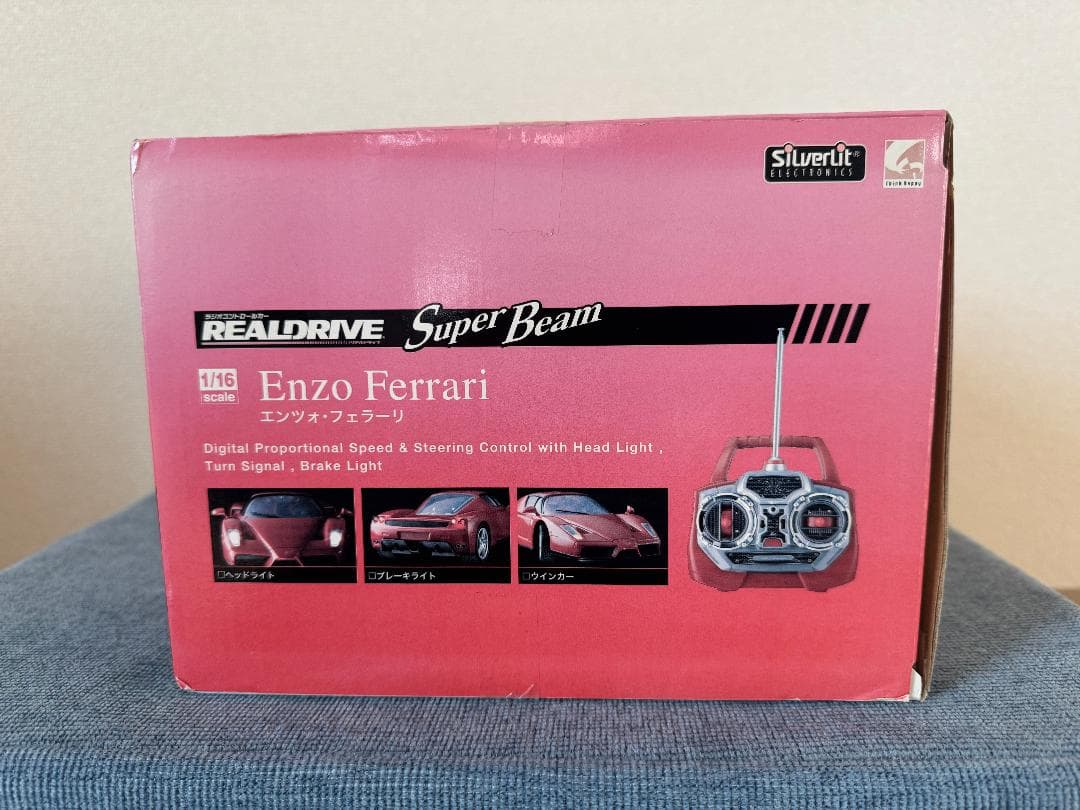 Silverlit
ELECTRONICS
Think Happy
ラジオコントロールカー
REALDRIVE
Super Beam
1/16
scale
Enzo Ferrari
エンツォ・フェラーリ
Digital Proportional Speed & Steering Control with Head Light ,
Turn Signal , Brake Light
□ヘッドライト
□ブレーキライト
□ウインカー